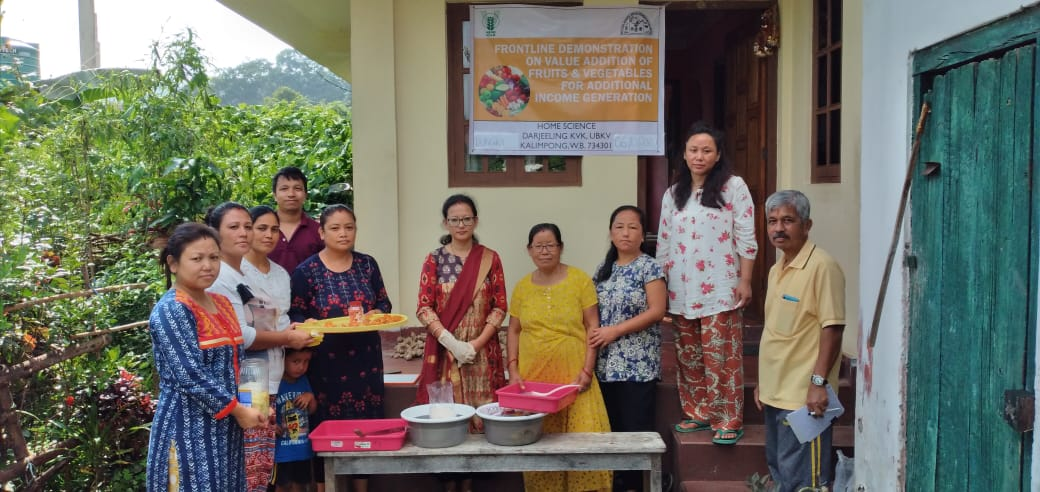 FRONTLINE DEMONSTRATION
ON VALUE ADDITION OF
FRUITS & VEGETABLES
FOR ADDITIONAL
INCOME GENERATION
HOME SCIENCE
DARJEELING KVK, UBKV
KALIMPONG, W.B. 734301
CALIFORNIA